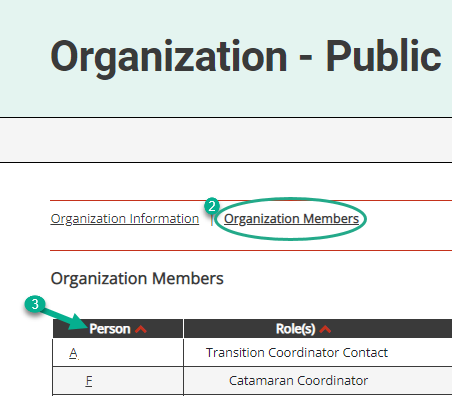 Organization - Public
2
Organization Information | Organization Members
Organization Members
3
Person Role(s)
A Transition Coordinator Contact
F Catamaran Coordinator